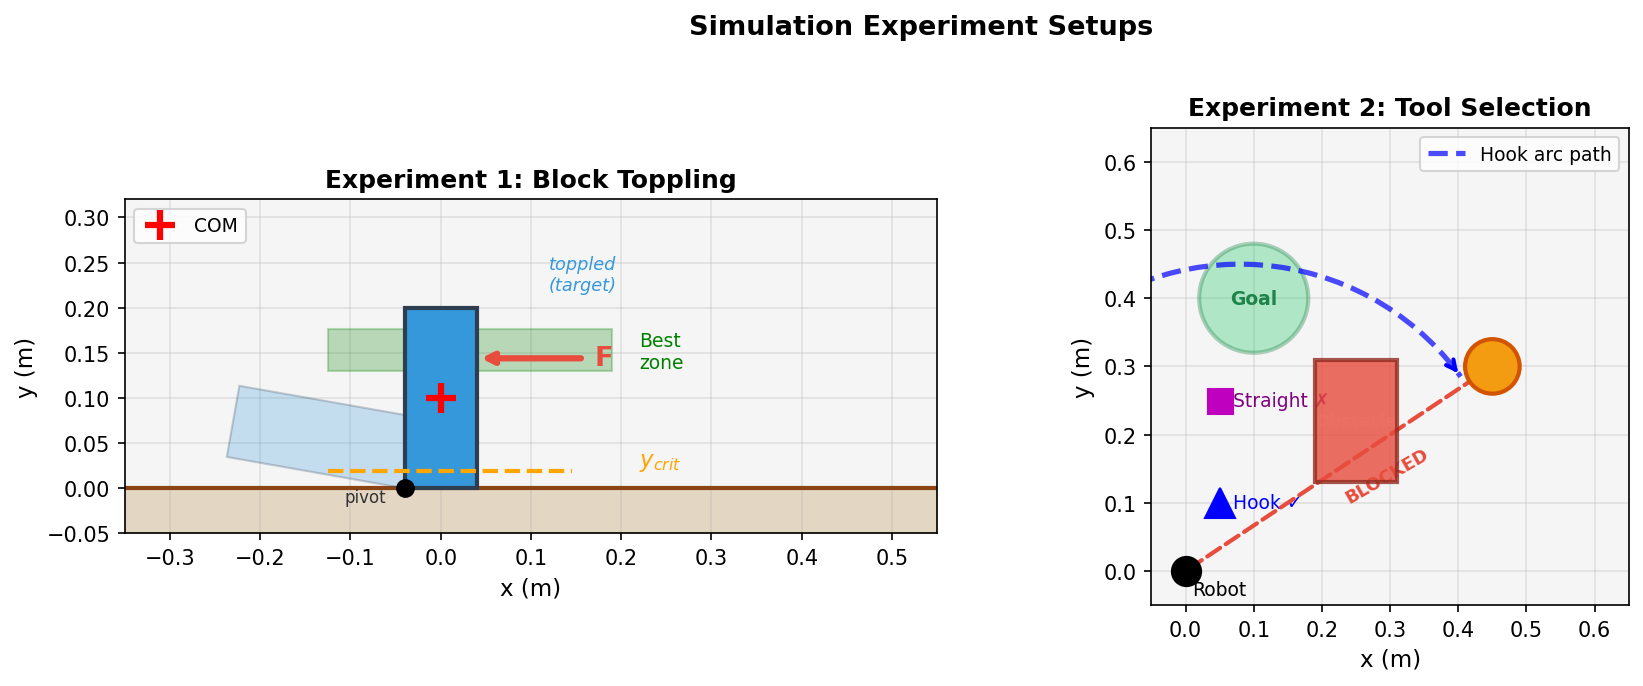 Simulation Experiment Setups
Experiment 1: Block Toppling
COM
toppled
(target)
Best
zone
F
y_crit
pivot
0.30
0.25
0.20
0.15
0.10
0.05
0.00
−0.05
y (m)
−0.3 −0.2 −0.1 0.0 0.1 0.2 0.3 0.4 0.5
x (m)
Experiment 2: Tool Selection
Hook arc path
Goal
Straight ✗
BLOCKED
Hook ✓
Robot
0.6
0.5
0.4
0.3
0.2
0.1
0.0
y (m)
0.0 0.1 0.2 0.3 0.4 0.5 0.6
x (m)